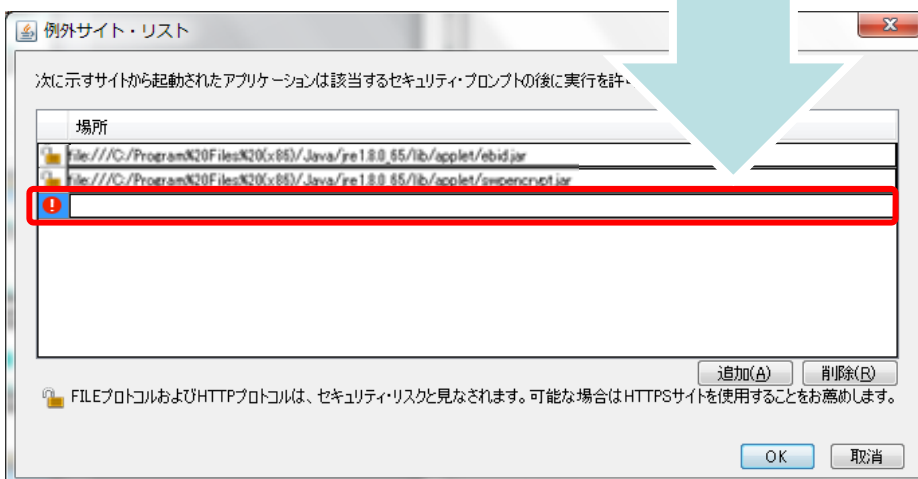 例外サイト・リスト
次に示すサイトから起動されたアプリケーションは該当するセキュリティ・プロンプトの後に実行を許
場所
file:///C:/Program%20Files%20(x86)/Java/jre1.8.0_65/lib/applet/ebid.jar
file:///C:/Program%20Files%20(x86)/Java/jre1.8.0_65/lib/applet/swpencrypt.jar
追加(A) 削除(R)
FILEプロトコルおよびHTTPプロトコルは、セキュリティ・リスクと見なされます。可能な場合はHTTPSサイトを使用することをお薦めします。
OK 取消